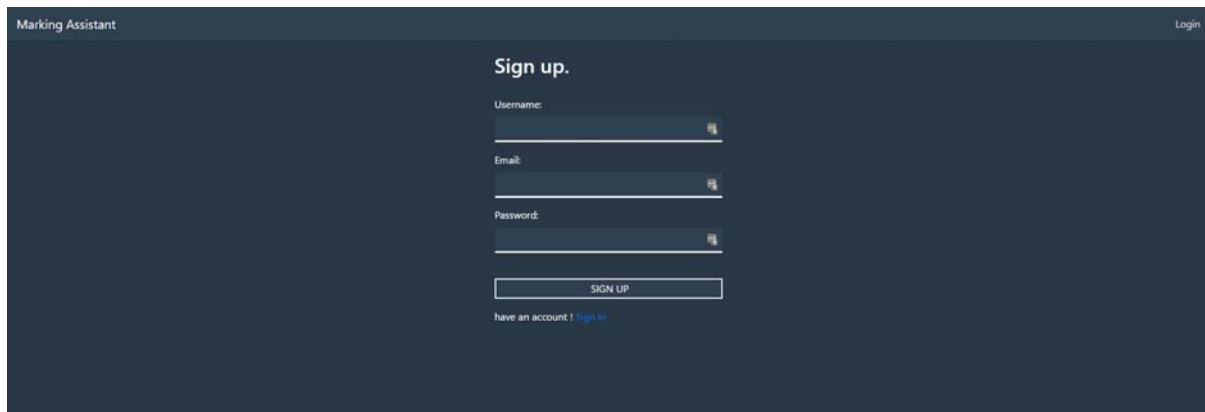 Marking Assistant
Login
Sign up.
Username:
Email:
Password:
SIGN UP
have an account ! Sign In